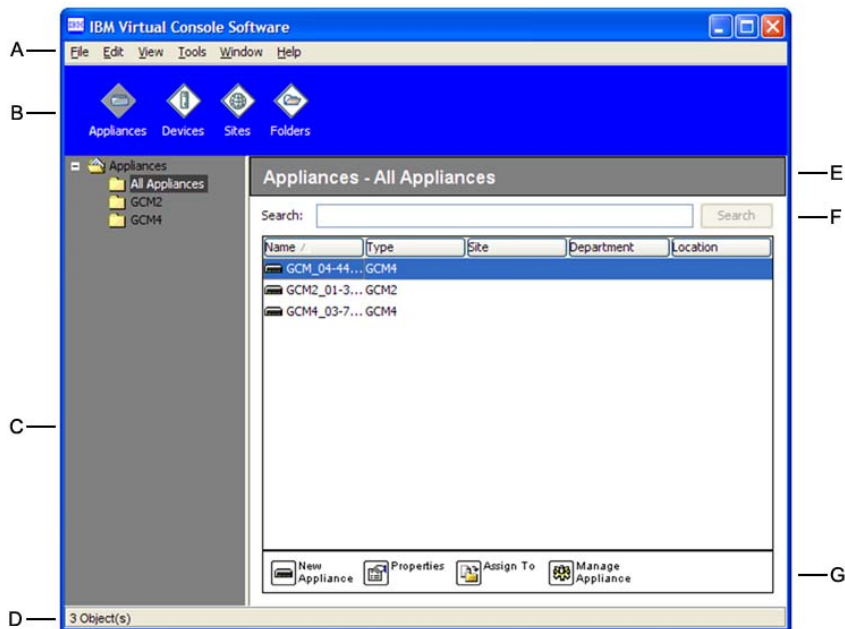 IBM Virtual Console Software
A
File Edit View Tools Window Help
B
Appliances Devices Sites Folders
Appliances
All Appliances
GCM2
GCM4
Appliances - All Appliances
E
Search: Search
F
Name / Type Site Department Location
GCM_04-44... GCM4
GCM2_01-3... GCM2
GCM4_03-7... GCM4
C
New Appliance Properties Assign To Manage Appliance
G
D
3 Object(s)